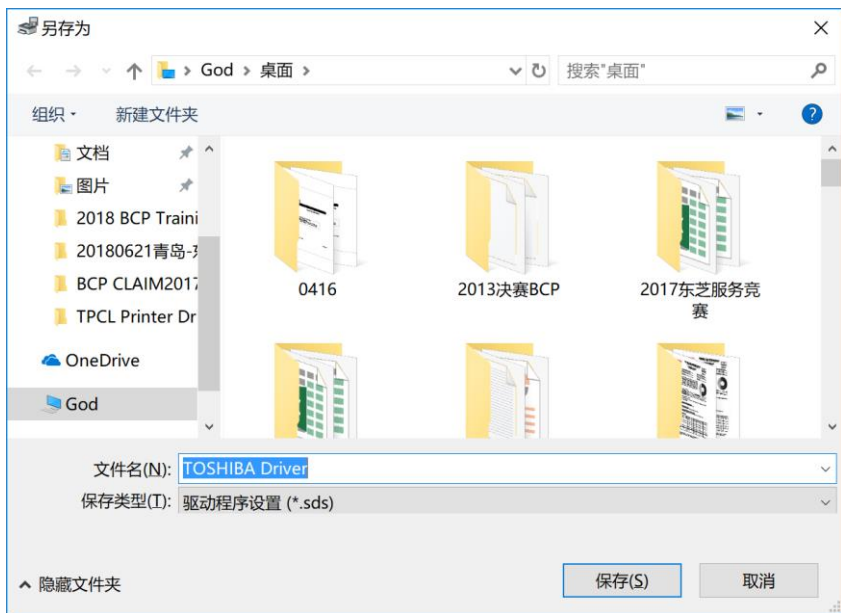 另存为
God › 桌面 ›
搜索"桌面"
组织
新建文件夹
文档
图片
2018 BCP Traini
20180621青岛-东
BCP CLAIM2017
TPCL Printer Dr
OneDrive
God
0416
2013决赛BCP
2017东芝服务竞
赛
文件名(N): TOSHIBA Driver
保存类型(T): 驱动程序设置 (*.sds)
隐藏文件夹
保存(S)
取消